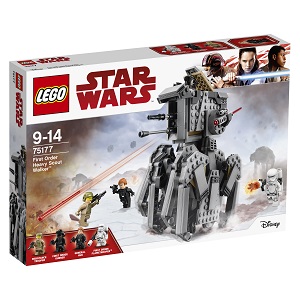 LEGO
STAR
WARS
9-14
75177
First Order
Heavy Scout
Walker
Disney